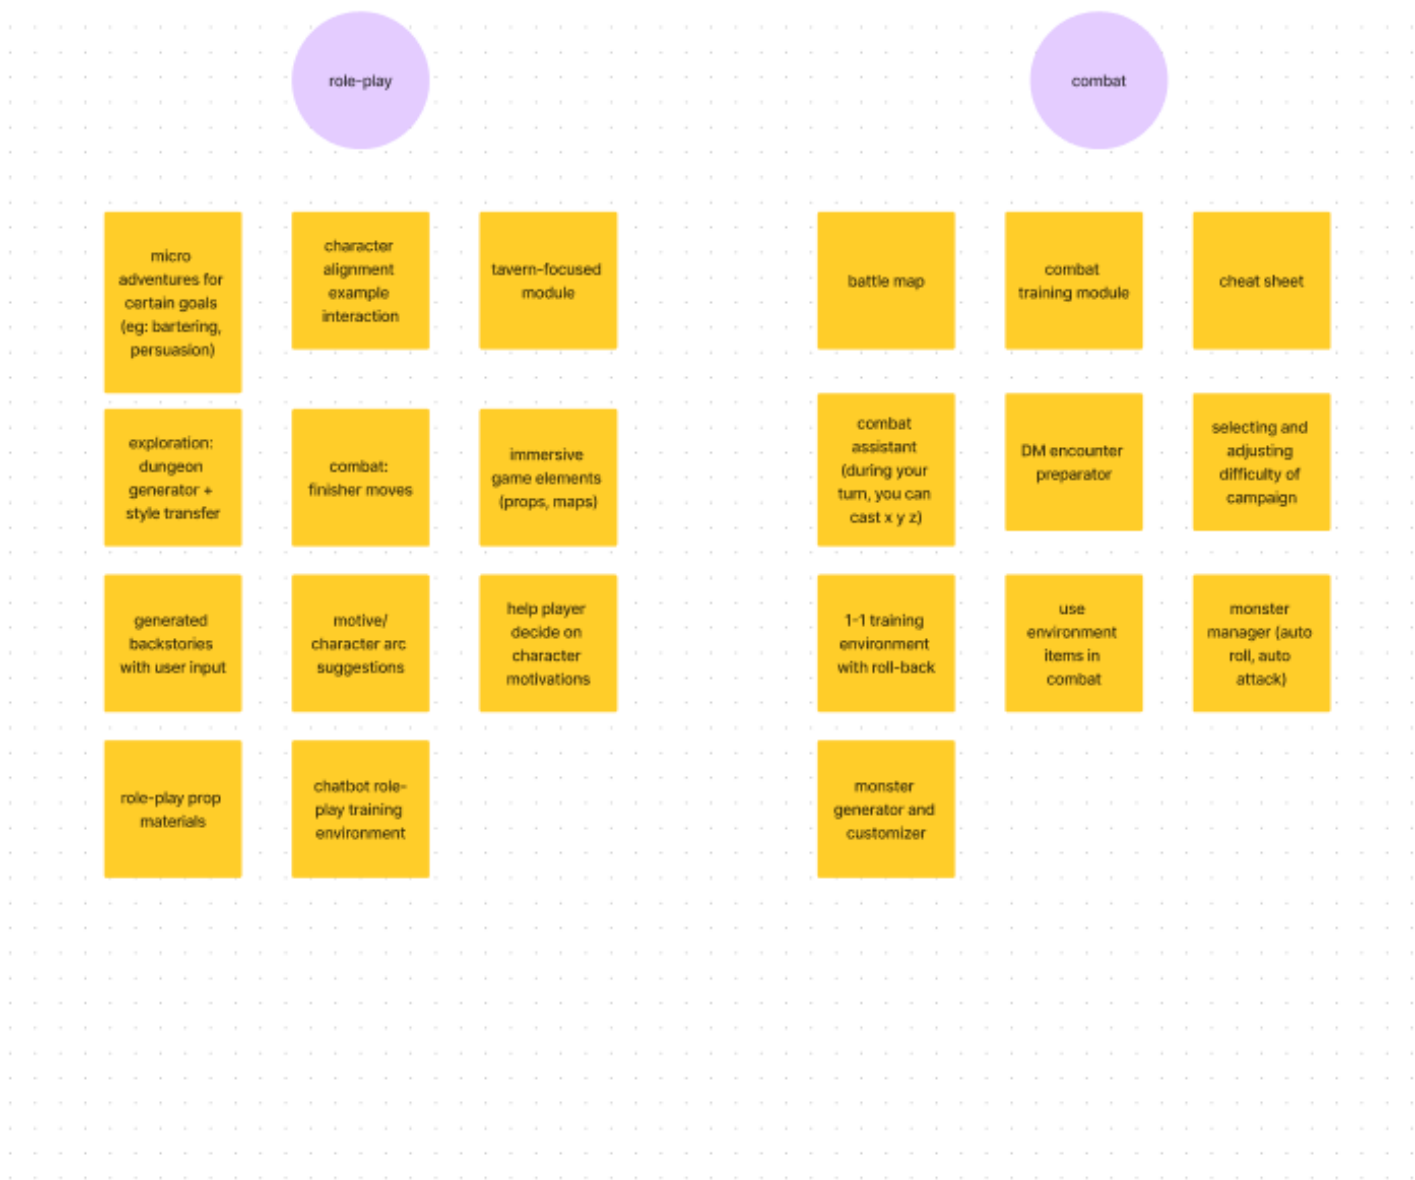 role-play
combat
micro
adventures for
certain goals
(eg: bartering,
persuasion)
character
alignment
example
interaction
tavern-focused
module
battle map
combat
training module
cheat sheet
exploration:
dungeon
generator +
style transfer
combat:
finisher moves
immersive
game elements
(props, maps)
combat
assistant
(during your
turn, you can
cast x y z)
DM encounter
preparator
selecting and
adjusting
difficulty of
campaign
generated
backstories
with user input
motive/
character arc
suggestions
help player
decide on
character
motivations
1-1 training
environment
with roll-back
use
environment
items in
combat
monster
manager (auto
roll, auto
attack)
role-play prop
materials
chatbot role-
play training
environment
monster
generator and
customizer